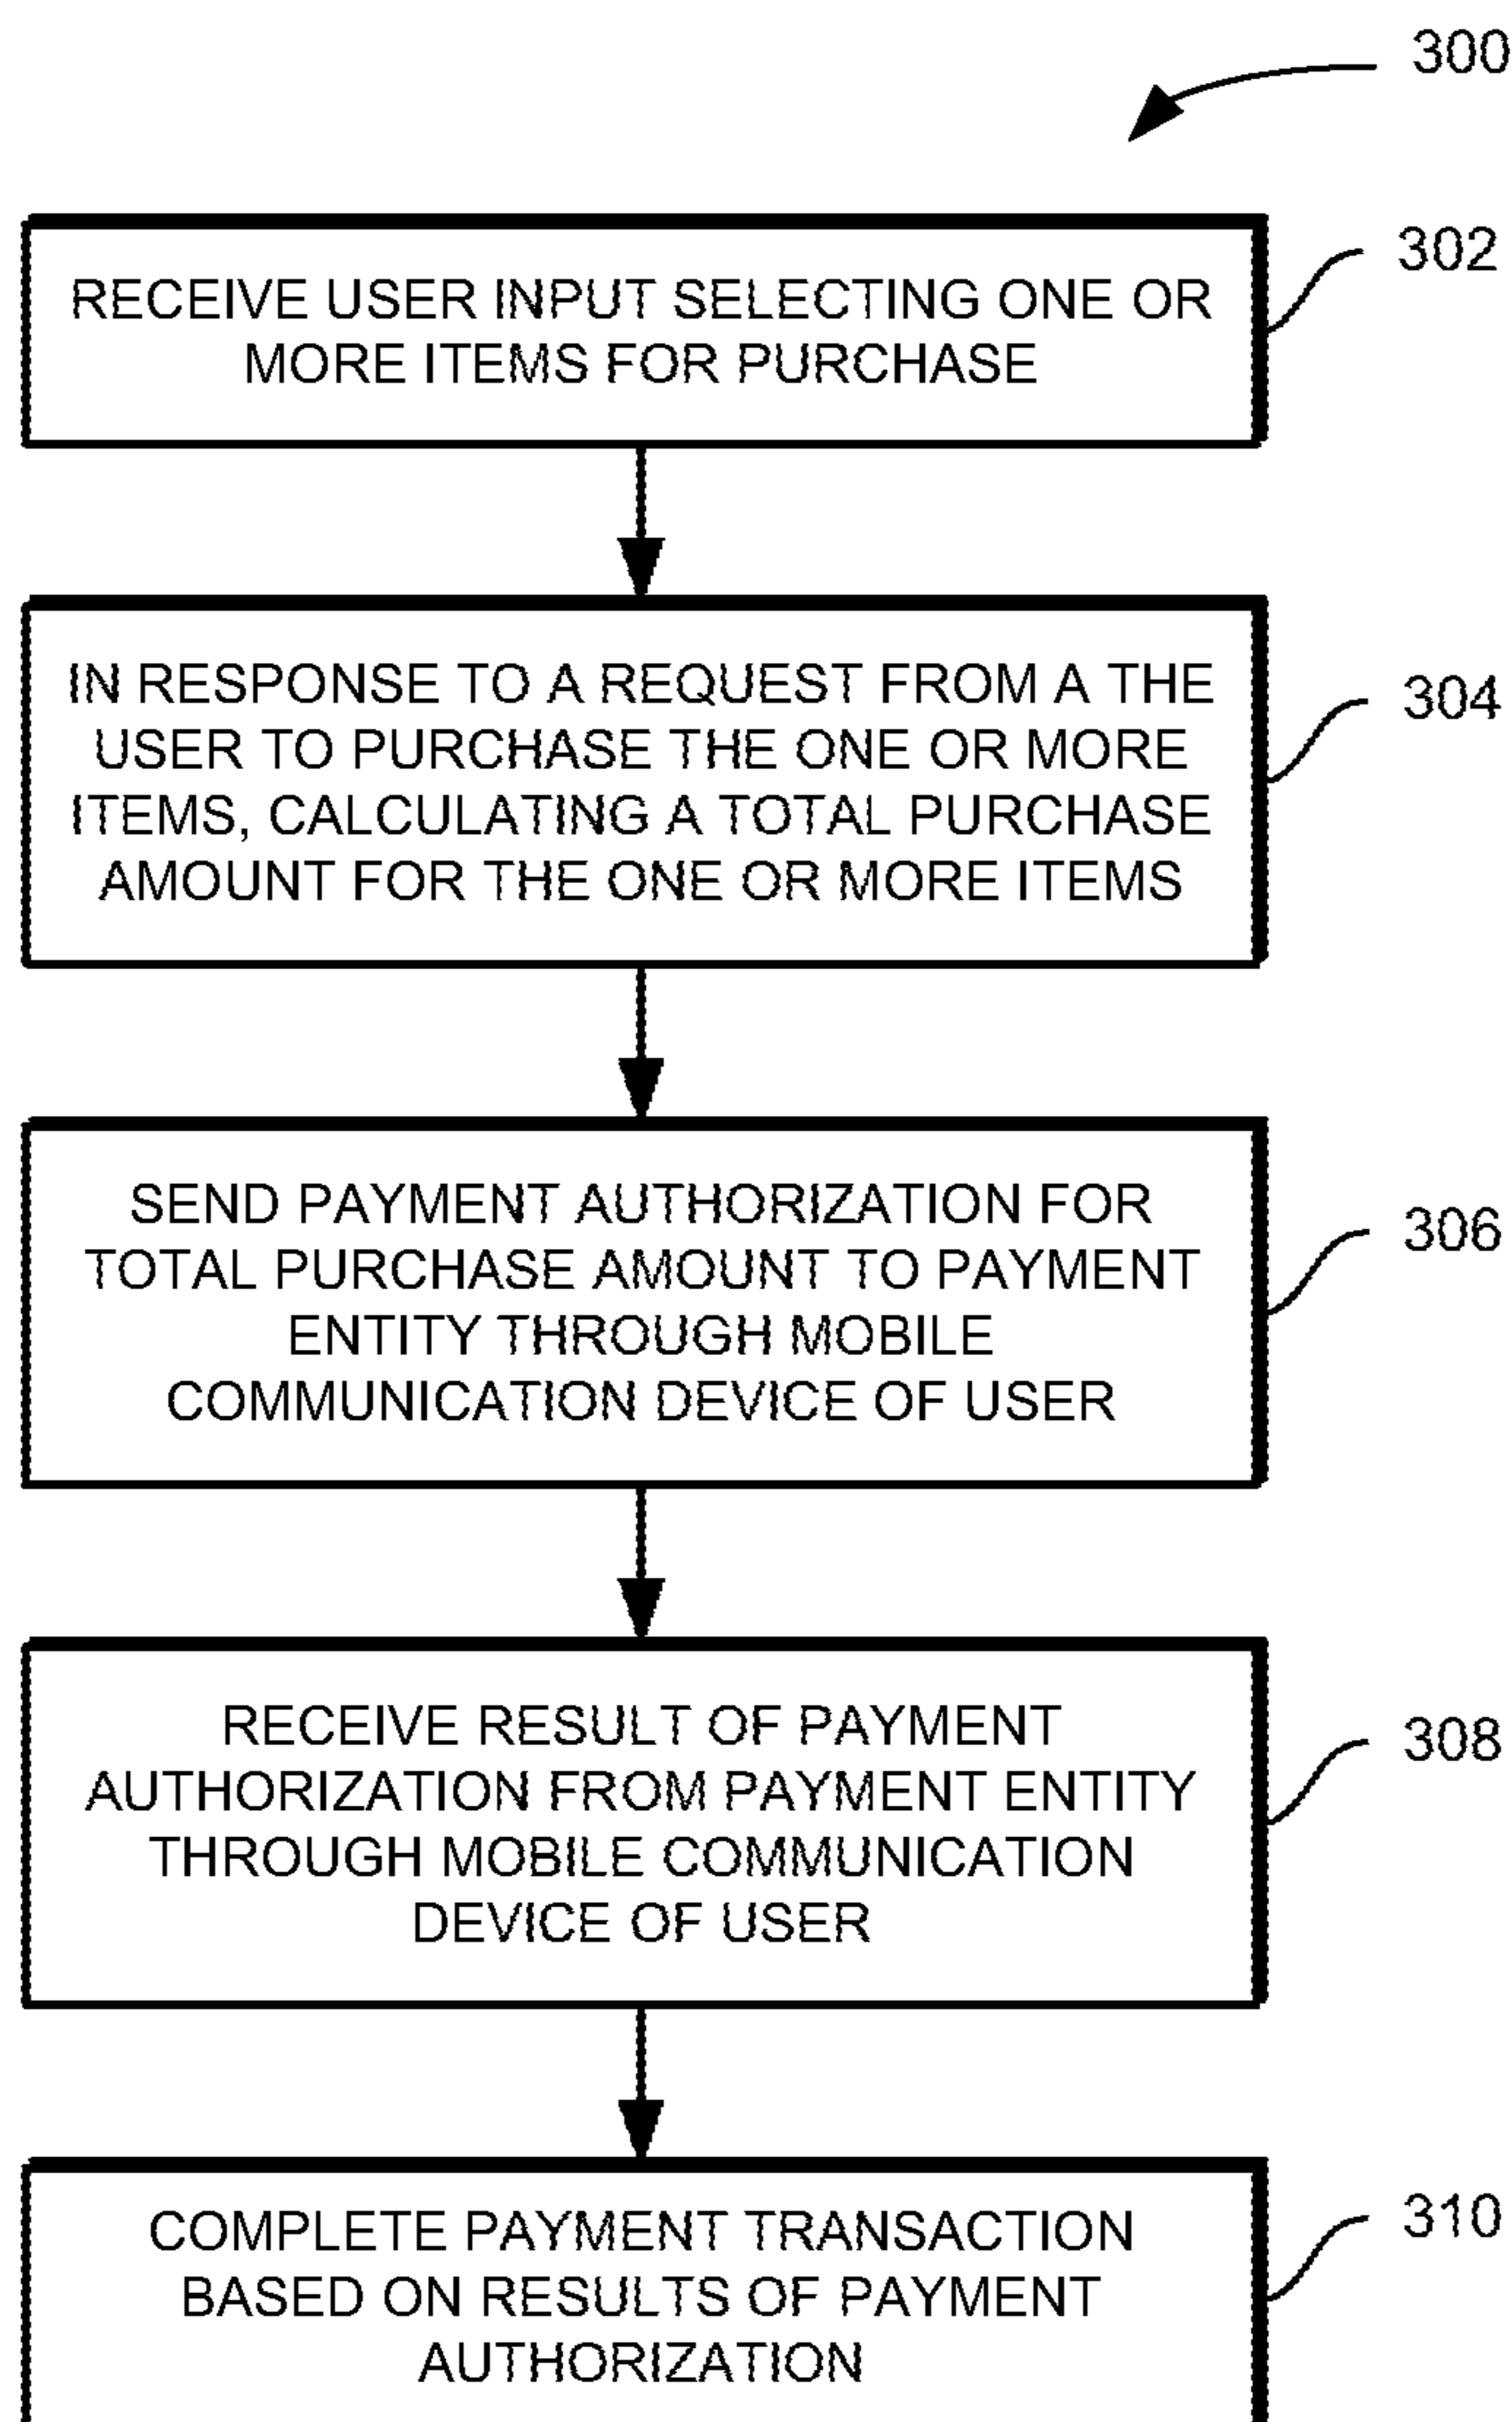 300
302
RECEIVE USER INPUT SELECTING ONE OR
MORE ITEMS FOR PURCHASE
304
IN RESPONSE TO A REQUEST FROM A THE
USER TO PURCHASE THE ONE OR MORE
ITEMS, CALCULATING A TOTAL PURCHASE
AMOUNT FOR THE ONE OR MORE ITEMS
306
SEND PAYMENT AUTHORIZATION FOR
TOTAL PURCHASE AMOUNT TO PAYMENT
ENTITY THROUGH MOBILE
COMMUNICATION DEVICE OF USER
308
RECEIVE RESULT OF PAYMENT
AUTHORIZATION FROM PAYMENT ENTITY
THROUGH MOBILE COMMUNICATION
DEVICE OF USER
310
COMPLETE PAYMENT TRANSACTION
BASED ON RESULTS OF PAYMENT
AUTHORIZATION